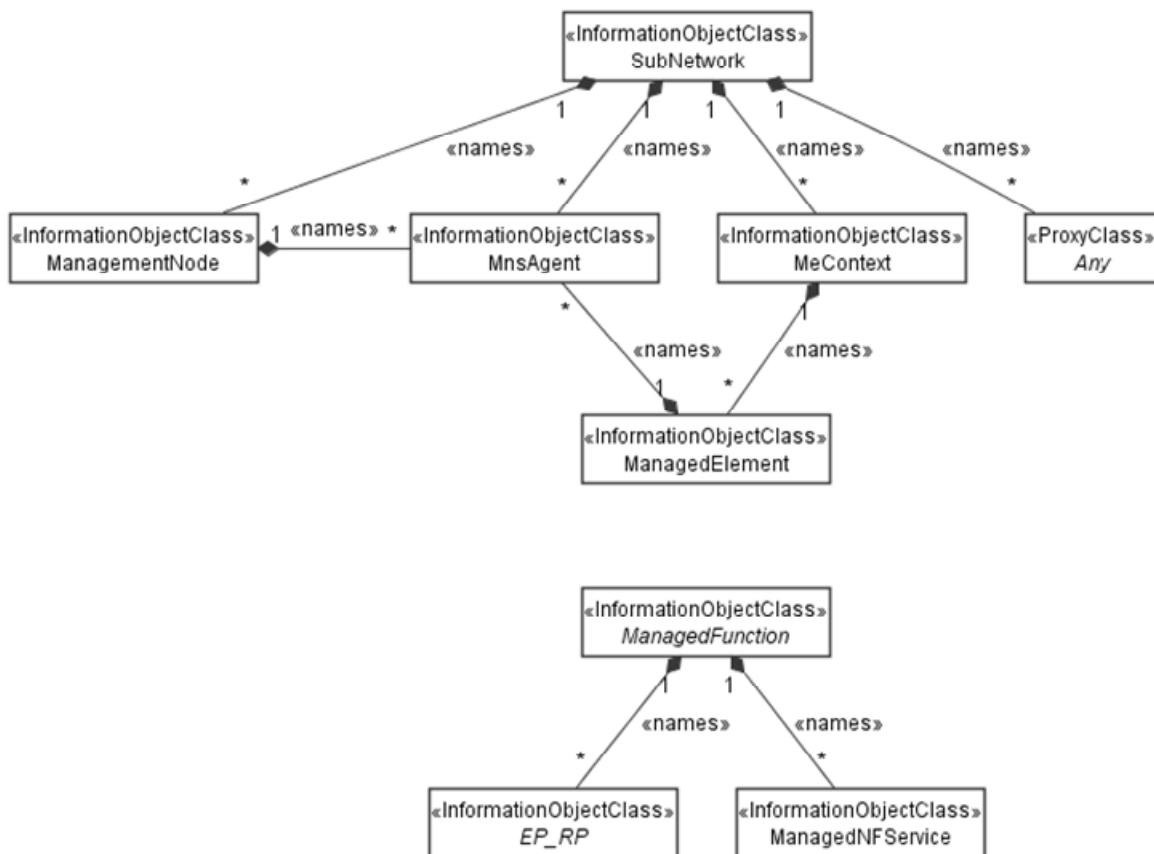 «InformationObjectClass»
SubNetwork
1 1 1 1
«names» «names» «names» «names»
* * * *
«InformationObjectClass»
ManagementNode
1 «names» *
«InformationObjectClass»
MnsAgent
«InformationObjectClass»
MeContext
«ProxyClass»
Any
* 1
«names» «names»
1 *
«InformationObjectClass»
ManagedElement
«InformationObjectClass»
ManagedFunction
1 1
«names» «names»
* *
«InformationObjectClass»
EP_RP
«InformationObjectClass»
ManagedNFService